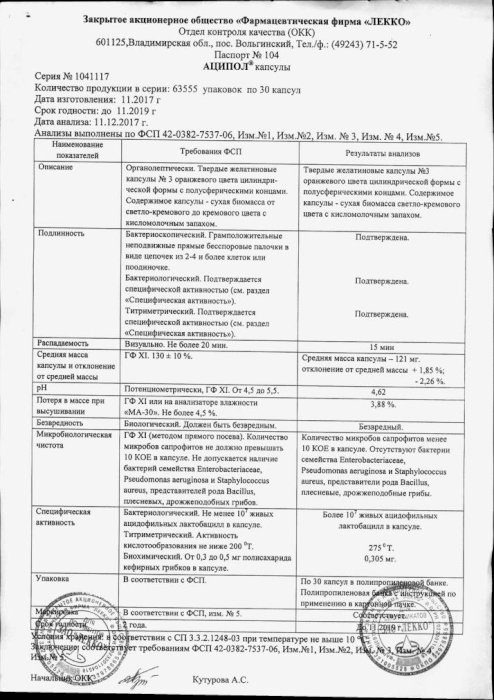 Закрытое акционерное общество «Фармацевтическая фирма «ЛЕККО»
Отдел контроля качества (ОКК)
601125,Владимирская обл., пос. Вольгинский, Тел./ф.: (49243) 71-5-52
Паспорт № 104
АЦИПОЛ® капсулы
Серия № 1041117
Количество продукции в серии: 63555 упаковок по 30 капсул
Дата изготовления: 11.2017 г
Срок годности: до 11.2019 г
Дата анализа: 11.12.2017 г.
Анализы выполнены по ФСП 42-0382-7537-06, Изм.№1, Изм.№2, Изм. № 3, Изм. № 4, Изм.№5.
Наименование показателей
Требования ФСП
Результаты анализов
Описание
Органолептически. Твердые желатиновые
капсулы № 3 оранжевого цвета цилиндри-
ческой формы с полусферическими концами.
Содержимое капсулы - сухая биомасса от
светло-кремового до кремового цвета с
кисломолочным запахом.
Твердые желатиновые капсулы №3
оранжевого цвета цилиндрической формы с
полусферическими концами. Содержимое
капсулы - сухая биомасса светло-кремового
цвета с кисломолочным запахом.
Подлинность
Бактериоскопический. Грамположительные
неподвижные прямые бесспоровые палочки в
виде цепочек из 2-4 и более клеток или
поодиночке.
Подтверждена.
Бактериологический. Подтверждается
специфической активностью (см. раздел
«Специфическая активность»).
Подтверждена.
Титриметрический. Подтверждается
специфической активностью (см. раздел
«Специфическая активность»).
Подтверждена.
Распадаемость
Визуально. Не более 20 мин.
15 мин
Средняя масса
капсулы и отклонение
от средней массы
ГФ XI. 130 ± 10 %.
Средняя масса капсулы – 121 мг.
отклонение от средней массы + 1,85 %;
- 2,26 %.
pH
Потенциометрически, ГФ XI. От 4,5 до 5,5.
4,62
Потеря в массе при
высушивании
ГФ XI или на анализаторе влажности
«МА-30». Не более 4,5 %.
3,88 %.
Безвредность
Биологический. Должен быть безвредным.
Безвредный.
Микробиологическая
чистота
ГФ XI (методом прямого посева). Количество
микробов сапрофитов не должно превышать
10 КОЕ в капсуле. Не допускается наличие
бактерий семейства Enterobacteriaceae,
Pseudomonas aeruginosa и Staphylococcus
aureus, представителей рода Bacillus,
плесневых, дрожжеподобных грибов.
Количество микробов сапрофитов менее
10 КОЕ в капсуле. Отсутствуют бактерии
семейства Enterobacteriaceae,
Pseudomonas aeruginosa и Staphylococcus
aureus, представители рода Bacillus,
плесневые, дрожжеподобные грибы.
Специфическая
активность
Бактериологический. Не менее 10⁷ живых
ацидофильных лактобацилл в капсуле.
Более 10⁷ живых ацидофильных
лактобацилл в капсуле.
Титриметрический. Активность
кислотообразования не ниже 200 ⁰Т.
275 ⁰ Т.
Биохимический. От 0,3 до 0,5 мг полисахарида
кефирных грибков в капсуле.
0,305 мг.
Упаковка
В соответствии с ФСП.
По 30 капсул в полипропиленовой банке.
Полипропиленовая банка с инструкцией по
применению в картонной пачке.
Маркировка
В соответствии с ФСП, изм. № 5.
Соответствует.
Срок годности
2 года.
До 11.2019 г.
Условия хранения: в соответствии с СП 3.3.2.1248-03 при температуре не выше 10 ⁰С
Заключение: соответствует требованиям ФСП 42-0382-7537-06, Изм.№1, Изм.№2, Изм. № 3, Изм. № 4,
Изм.№ 5.
Начальник ОКК
Кутурова А.С.